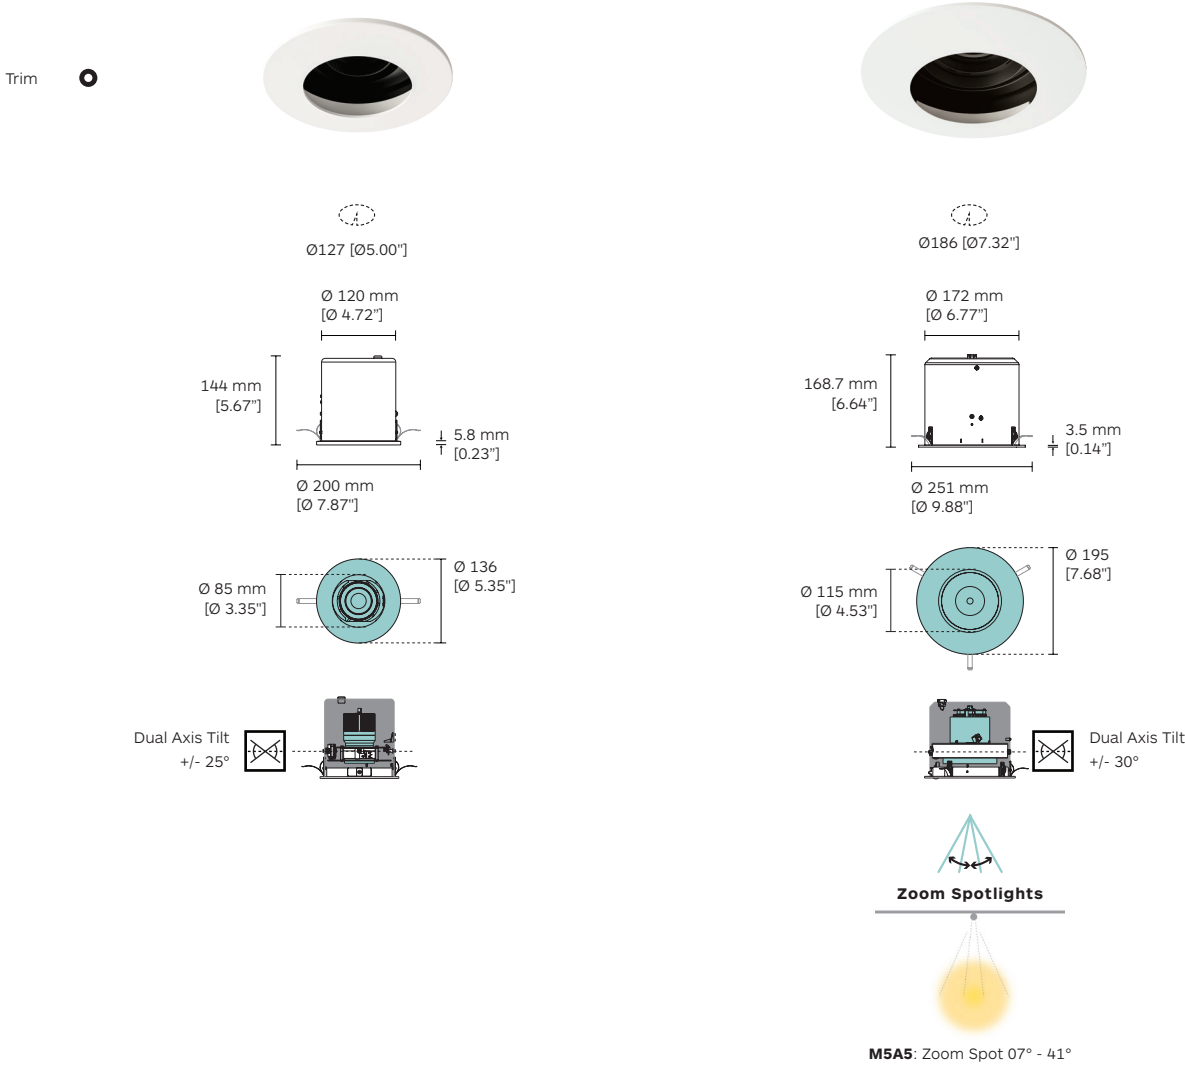 Trim
Ø127 [Ø5.00"]
Ø 120 mm
[Ø 4.72”]
144 mm
[5.67”]
5.8 mm
[0.23”]
Ø 200 mm
[Ø 7.87"]
Ø 85 mm
[Ø 3.35"]
Ø 136
[Ø 5.35"]
Dual Axis Tilt
+/- 25°
Ø186 [Ø7.32"]
Ø 172 mm
[Ø 6.77”]
168.7 mm
[6.64”]
3.5 mm
[0.14”]
Ø 251 mm
[Ø 9.88"]
Ø 115 mm
[Ø 4.53"]
Ø 195
[7.68"]
Dual Axis Tilt
+/- 30°
Zoom Spotlights
M5A5: Zoom Spot 07° - 41°